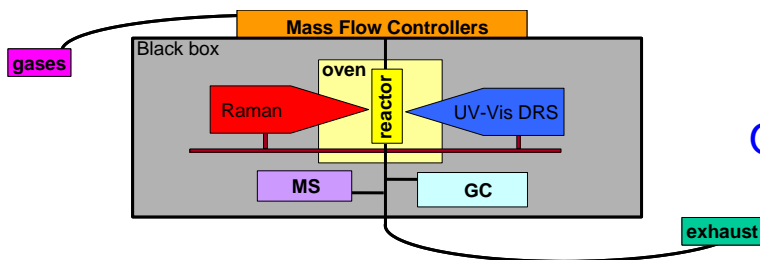 Mass Flow Controllers
Black box
gases
oven
reactor
Raman
UV-Vis DRS
MS
GC
exhaust